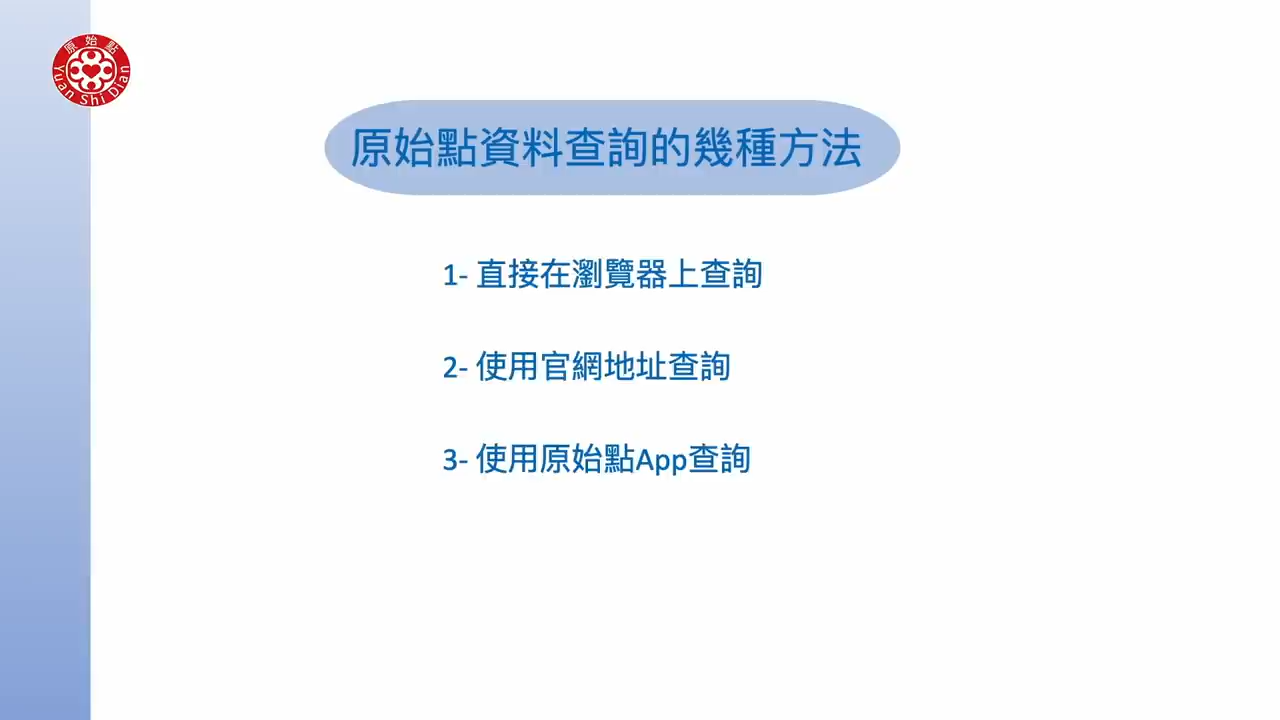 原始點
Yuan Shi Dian
原始點資料查詢的幾種方法
1- 直接在瀏覽器上查詢
2- 使用官網地址查詢
3- 使用原始點App查詢